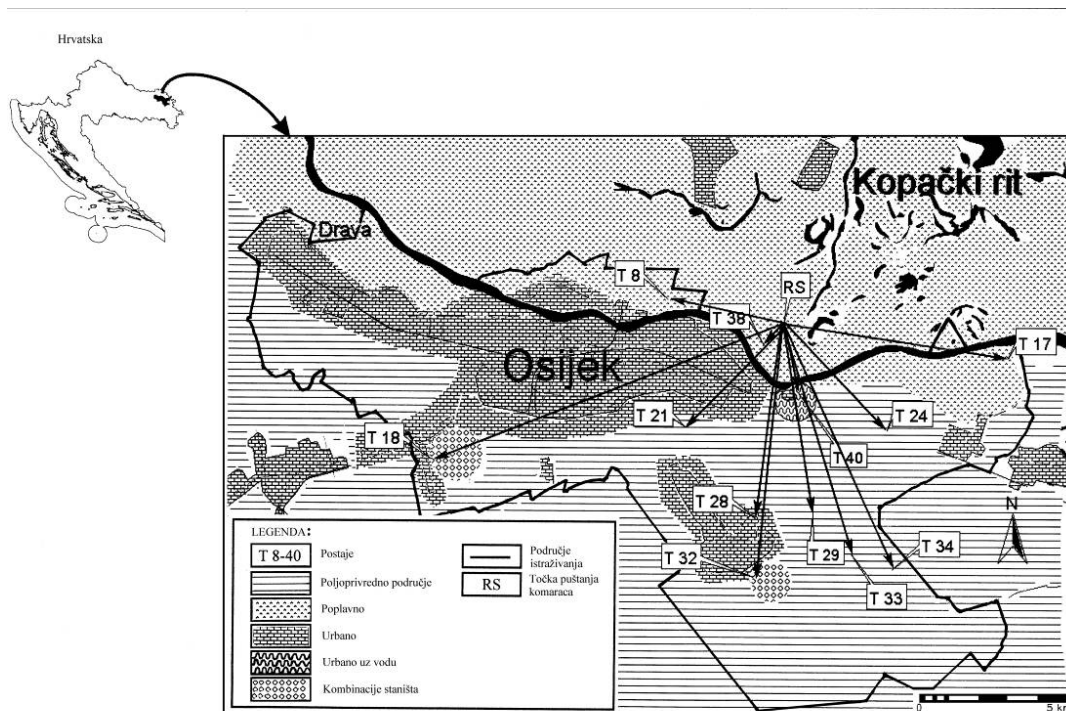 Hrvatska
Kopački rit
Drava
T 8
RS
T 38
T 17
Osijek
T 21
T 24
T 18
T 40
T 28
N
T 29
T 34
T 32
T 33
LEGENDA:
T 8-40 Postaje
Poljoprivredno područje
Poplavno
Urbano
Urbano uz vodu
Kombinacije staništa
Područje
istraživanja
RS Točka puštanja
komaraca
0 5 km